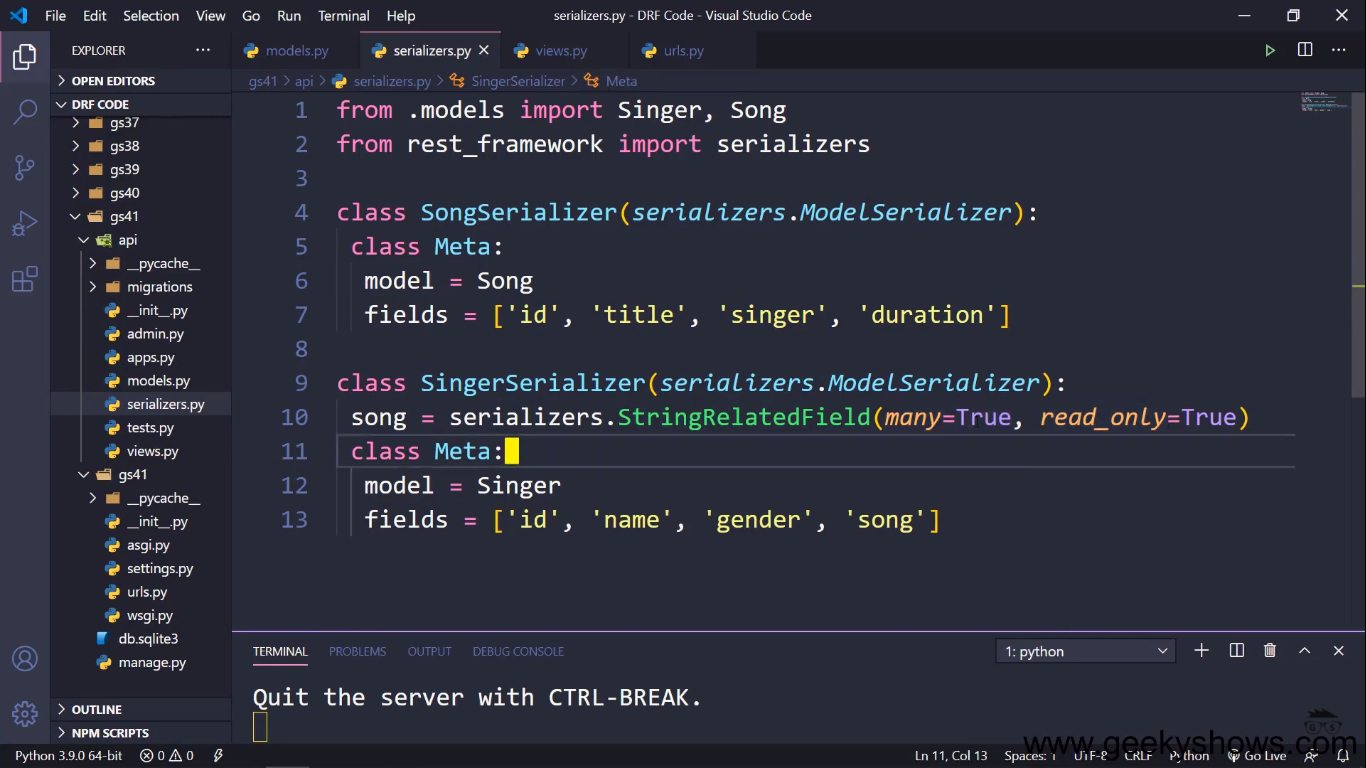 File Edit Selection View Go Run Terminal Help serializers.py - DRF Code - Visual Studio Code
EXPLORER
OPEN EDITORS
DRF CODE
gs37
gs38
gs39
gs40
gs41
api
__pycache__
migrations
__init__.py
admin.py
apps.py
models.py
serializers.py
tests.py
views.py
gs41
__pycache__
__init__.py
asgi.py
settings.py
urls.py
wsgi.py
db.sqlite3
manage.py
OUTLINE
NPM SCRIPTS
models.py serializers.py views.py urls.py
gs41 api serializers.py SingerSerializer Meta
1 from .models import Singer, Song
2 from rest_framework import serializers
3
4 class SongSerializer(serializers.ModelSerializer):
5 class Meta:
6 model = Song
7 fields = ['id', 'title', 'singer', 'duration']
8
9 class SingerSerializer(serializers.ModelSerializer):
10 song = serializers.StringRelatedField(many=True, read_only=True)
11 class Meta:
12 model = Singer
13 fields = ['id', 'name', 'gender', 'song']
TERMINAL PROBLEMS OUTPUT DEBUG CONSOLE 1: python
Quit the server with CTRL-BREAK.
www.geekyshows.com
Python 3.9.0 64-bit 0 0 Ln 11, Col 13 Spaces: 1 UTF-8 CRLF Python Go Live